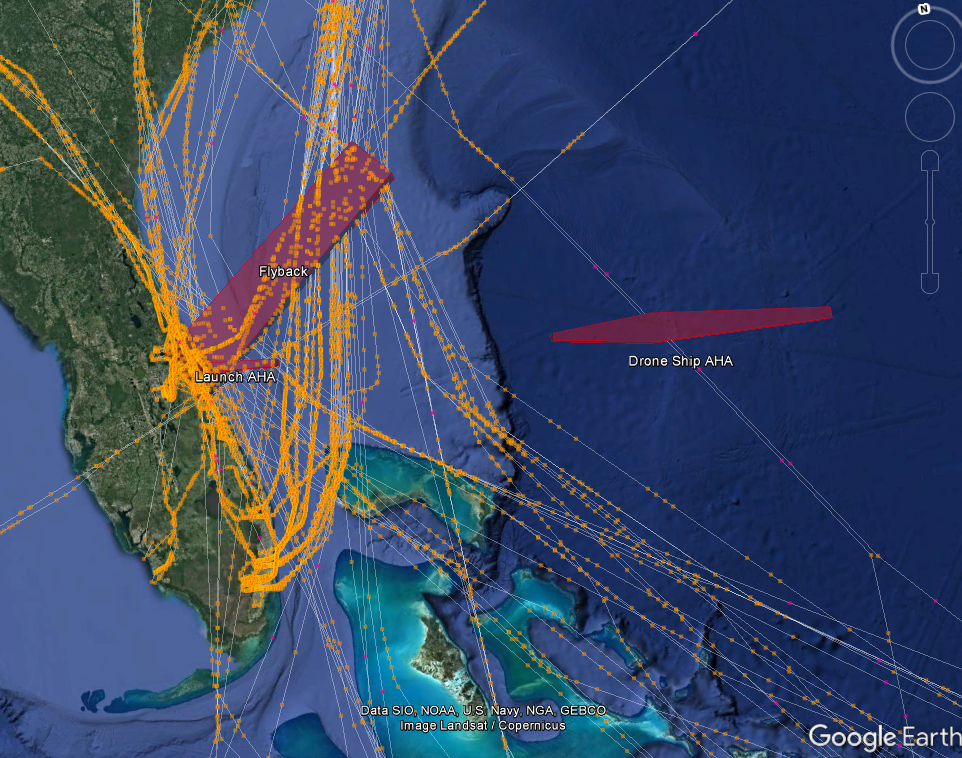 N
Flyback
Launch AHA
Drone Ship AHA
Data SIO, NOAA, U.S. Navy, NGA, GEBCO
Image Landsat / Copernicus
Google Earth